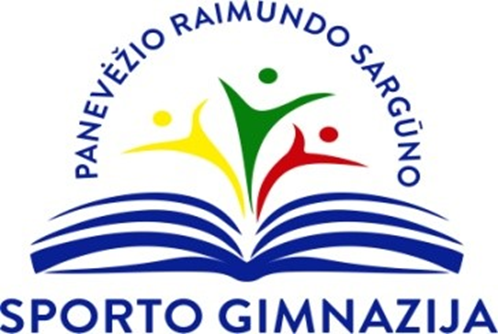 PANEVĖŽIO RAIMUNDO SARGŪNO
SPORTO GIMNAZIJA